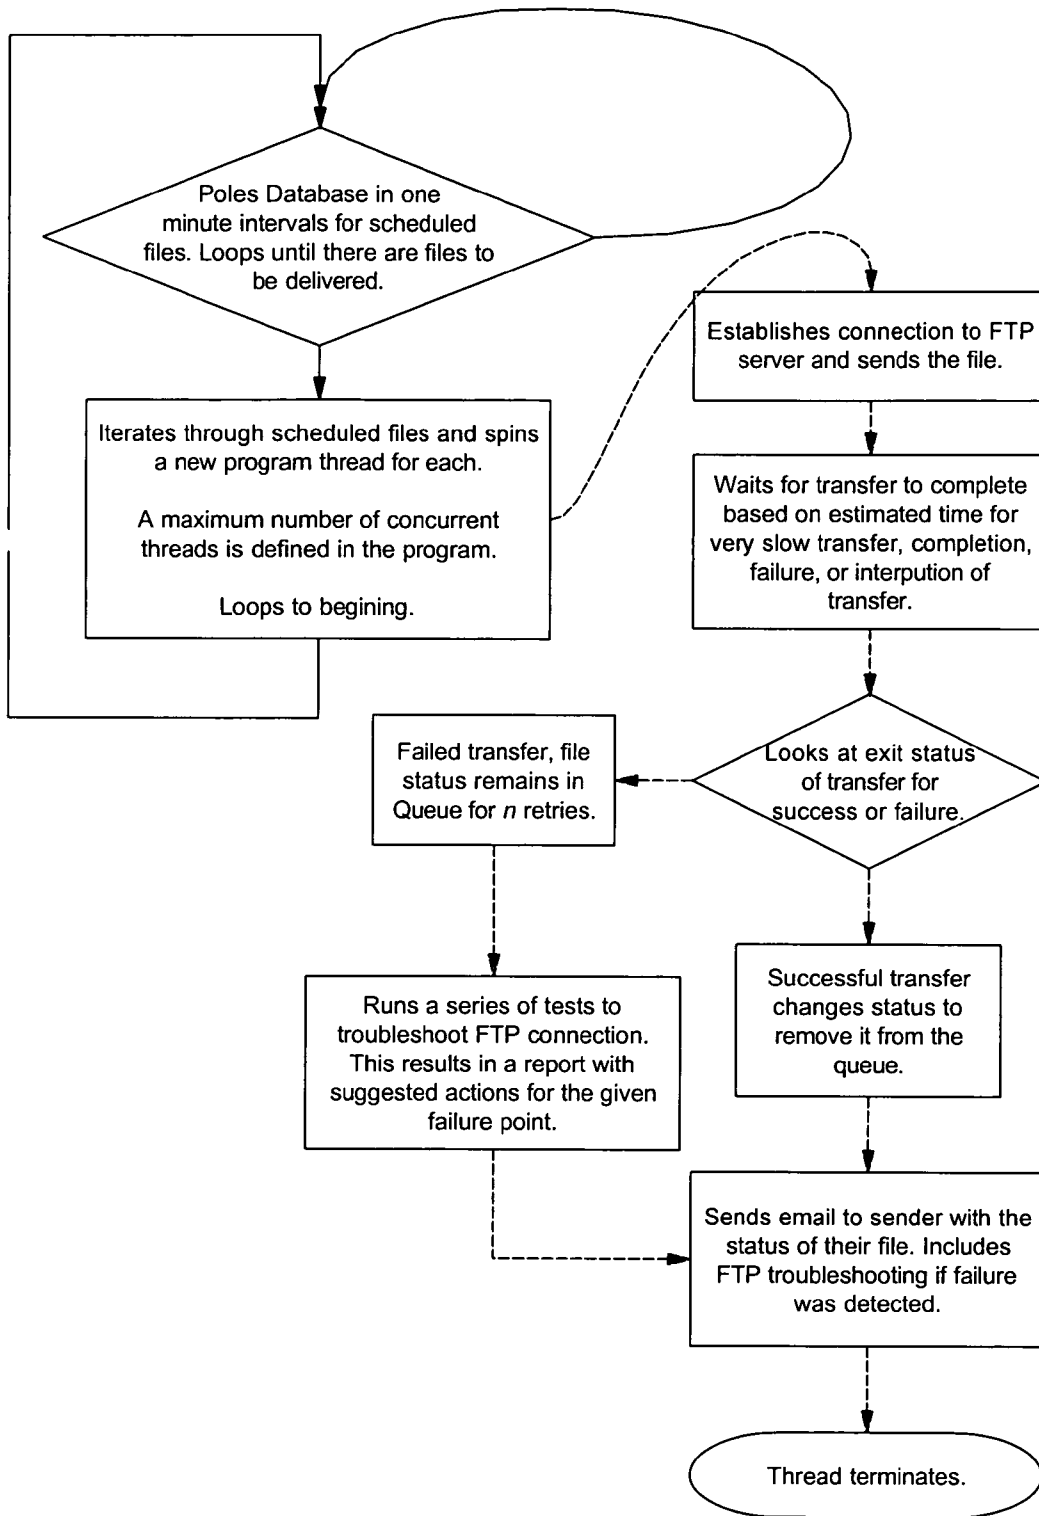 Poles Database in one
minute intervals for scheduled
files. Loops until there are files to
be delivered.
Iterates through scheduled files and spins
a new program thread for each.
A maximum number of concurrent
threads is defined in the program.
Loops to begining.
Establishes connection to FTP
server and sends the file.
Waits for transfer to complete
based on estimated time for
very slow transfer, completion,
failure, or interpution of
transfer.
Looks at exit status
of transfer for
success or failure.
Failed transfer, file
status remains in
Queue for n retries.
Runs a series of tests to
troubleshoot FTP connection.
This results in a report with
suggested actions for the given
failure point.
Successful transfer
changes status to
remove it from the
queue.
Sends email to sender with the
status of their file. Includes
FTP troubleshooting if failure
was detected.
Thread terminates.